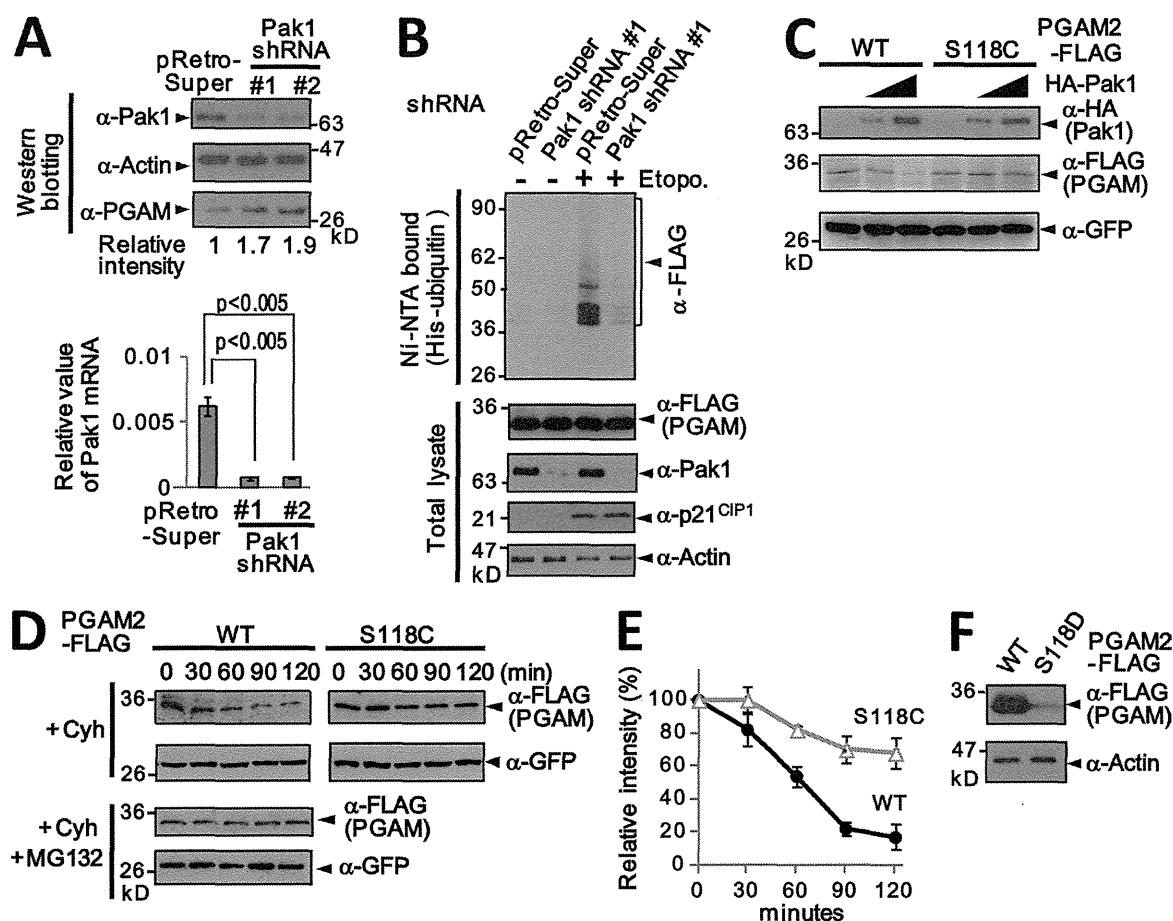 A
Pak1
shRNA
pRetro-
Super
#1 #2
Western
blotting
α-Pak1
63
α-Actin
47
α-PGAM
26
kD
Relative
intensity
1 1.7 1.9
p<0.005
p<0.005
Relative value
of Pak1 mRNA
0.01
0.005
0
pRetro
-Super
#1 #2
Pak1
shRNA
B
shRNA
pRetro-Super
Pak1 shRNA #1
pRetro-Super
Pak1 shRNA #1
- - + + Etopo.
Ni-NTA bound
(His-ubiquitin)
90
62
50
36
26
α-FLAG
Total lysate
36
α-FLAG
(PGAM)
63
α-Pak1
21
α-p21CIP1
47
kD
α-Actin
C
PGAM2
-FLAG
WT S118C
HA-Pak1
63
α-HA
(Pak1)
36
α-FLAG
(PGAM)
26
kD
α-GFP
D
PGAM2
-FLAG
WT S118C
0 30 60 90 120 0 30 60 90 120 (min)
+Cyh
36
α-FLAG
(PGAM)
26
α-GFP
+Cyh
+MG132
36
α-FLAG
(PGAM)
26
kD
α-GFP
E
Relative intensity (%)
100
80
60
40
20
0
S118C
WT
0 30 60 90 120
minutes
F
WT S118D
PGAM2
-FLAG
36
α-FLAG
(PGAM)
47
kD
α-Actin